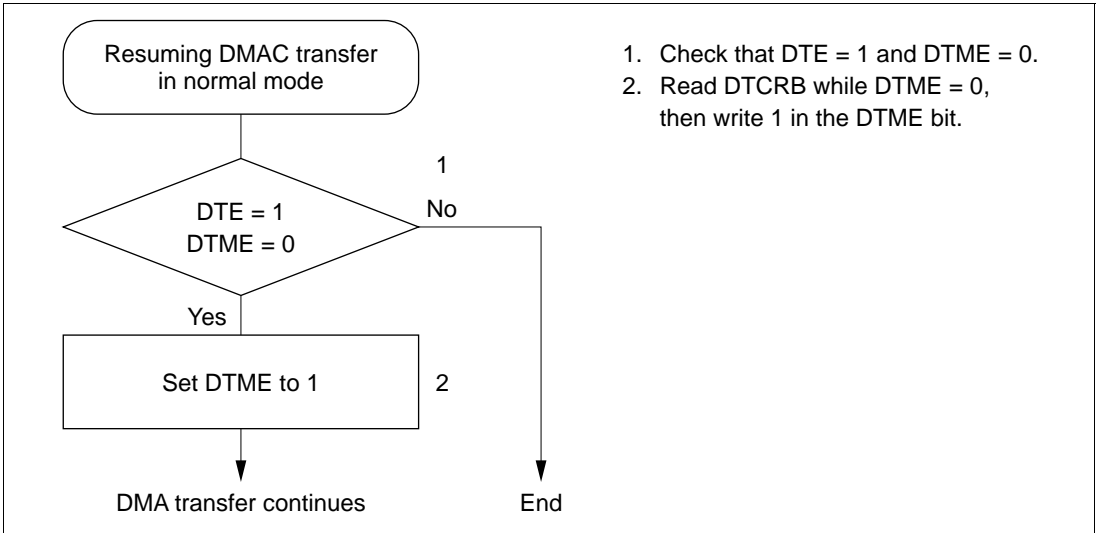 Resuming DMAC transfer
in normal mode
1
DTE = 1
DTME = 0
No
Yes
Set DTME to 1
2
DMA transfer continues
End
1. Check that DTE = 1 and DTME = 0.
2. Read DTCRB while DTME = 0,
then write 1 in the DTME bit.